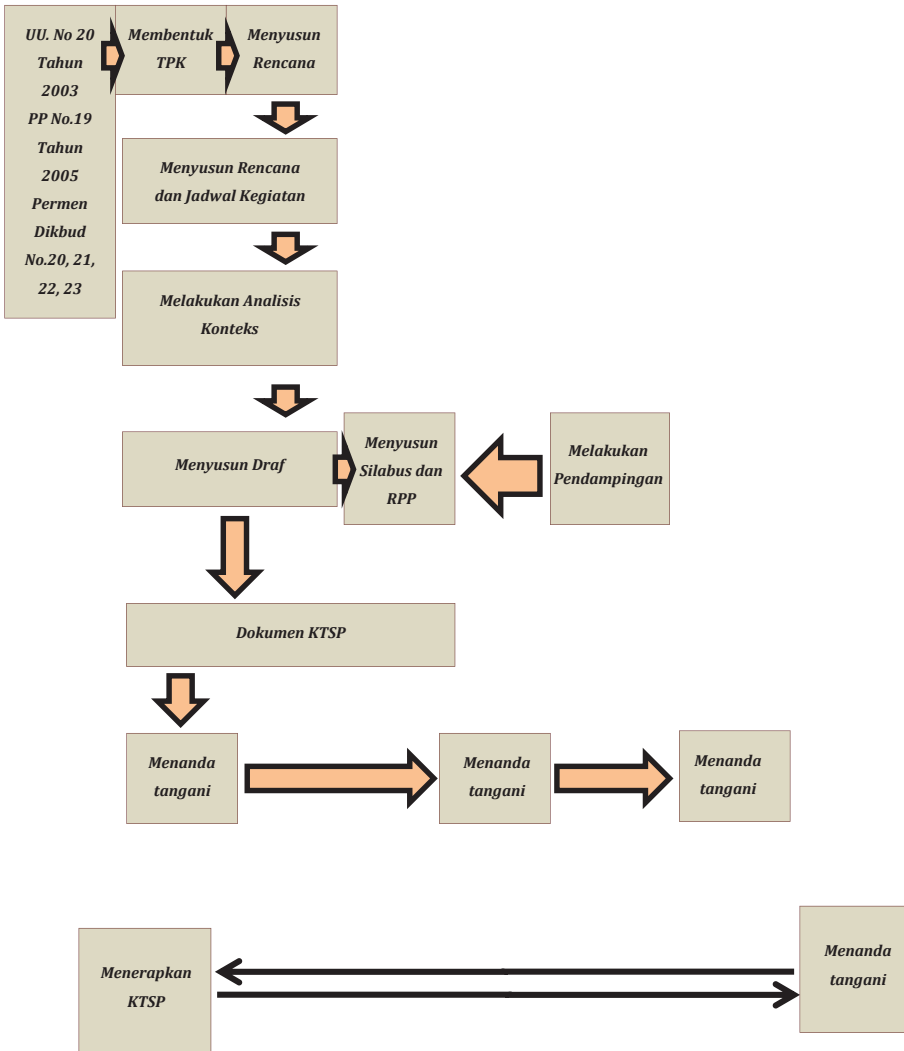 UU. No 20
Tahun
2003
PP No.19
Tahun
2005
Permen
Dikbud
No.20, 21,
22, 23
Membentuk
TPK
Menyusun
Rencana
Menyusun Rencana
dan Jadwal Kegiatan
Melakukan Analisis
Konteks
Menyusun Draf
Menyusun
Silabus dan
RPP
Melakukan
Pendampingan
Dokumen KTSP
Menanda
tangani
Menanda
tangani
Menanda
tangani
Menerapkan
KTSP
Menanda
tangani